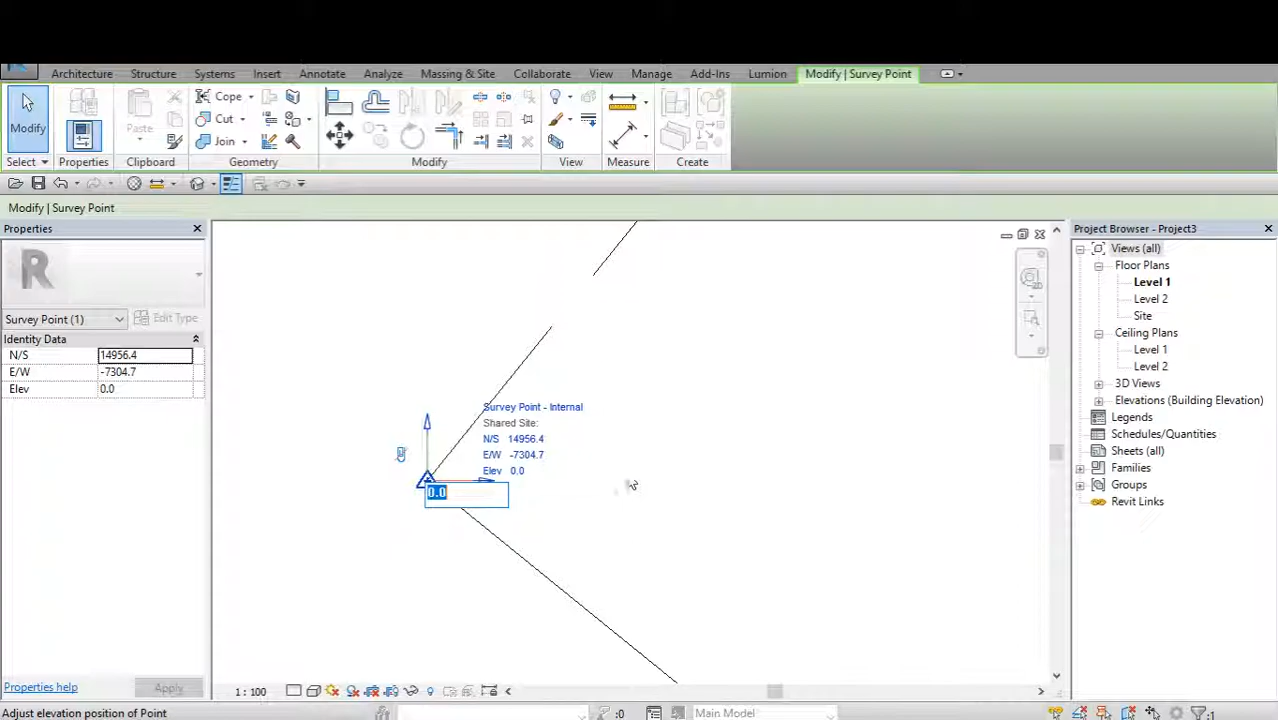 Architecture Structure Systems Insert Annotate Analyze Massing & Site Collaborate View Manage Add-Ins Lumion Modify | Survey Point
Modify Paste Cope Cut Join
Select Properties Clipboard Geometry Modify View Measure Create
Modify | Survey Point
Properties
Survey Point (1) Edit Type
Identity Data
N/S 14956.4
E/W -7304.7
Elev 0.0
Properties help Apply
Survey Point - Internal
Shared Site:
N/S 14956.4
E/W -7304.7
Elev 0.0
0.0
1 : 100
Project Browser - Project3
Views (all)
Floor Plans
Level 1
Level 2
Site
Ceiling Plans
Level 1
Level 2
3D Views
Elevations (Building Elevation)
Legends
Schedules/Quantities
Sheets (all)
Families
Groups
Revit Links
Adjust elevation position of Point :0 Main Model :1